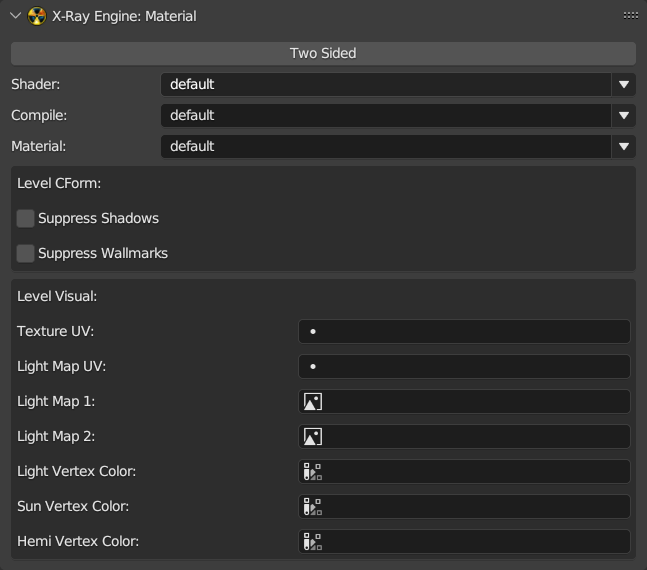 X-Ray Engine: Material
Two Sided
Shader: default
Compile: default
Material: default
Level CForm:
Suppress Shadows
Suppress Wallmarks
Level Visual:
Texture UV:
Light Map UV:
Light Map 1:
Light Map 2:
Light Vertex Color:
Sun Vertex Color:
Hemi Vertex Color: